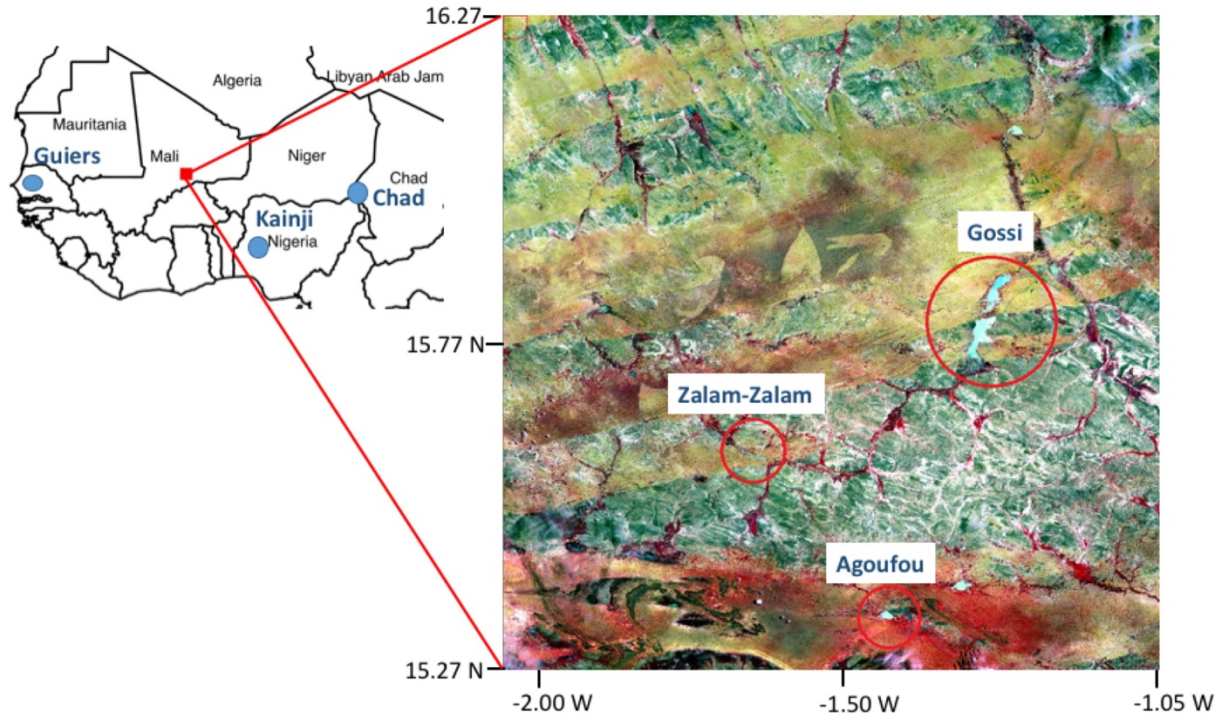 16.27
Algeria
Libyan Arab Jam
Mauritania
Guiers
Mali
Niger
Chad
Chad
Kainji
Nigeria
Gossi
15.77 N
Zalam-Zalam
Agoufou
15.27 N
-2.00 W
-1.50 W
-1.05 W